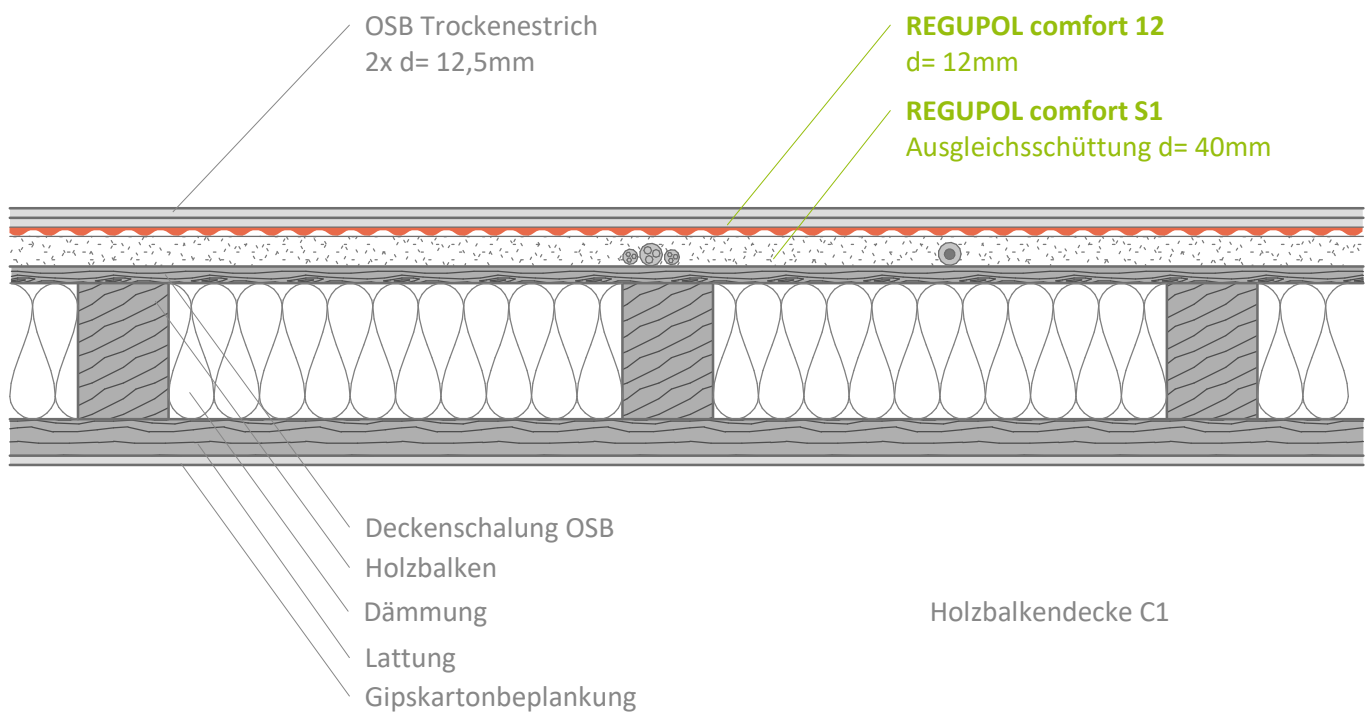 OSB Trockenestrich
2x d= 12,5mm
REGUPOL comfort 12
d= 12mm
REGUPOL comfort S1
Ausgleichsschüttung d= 40mm
Deckenschalung OSB
Holzbalken
Dämmung
Lattung
Gipskartonbeplankung
Holzbalkendecke C1